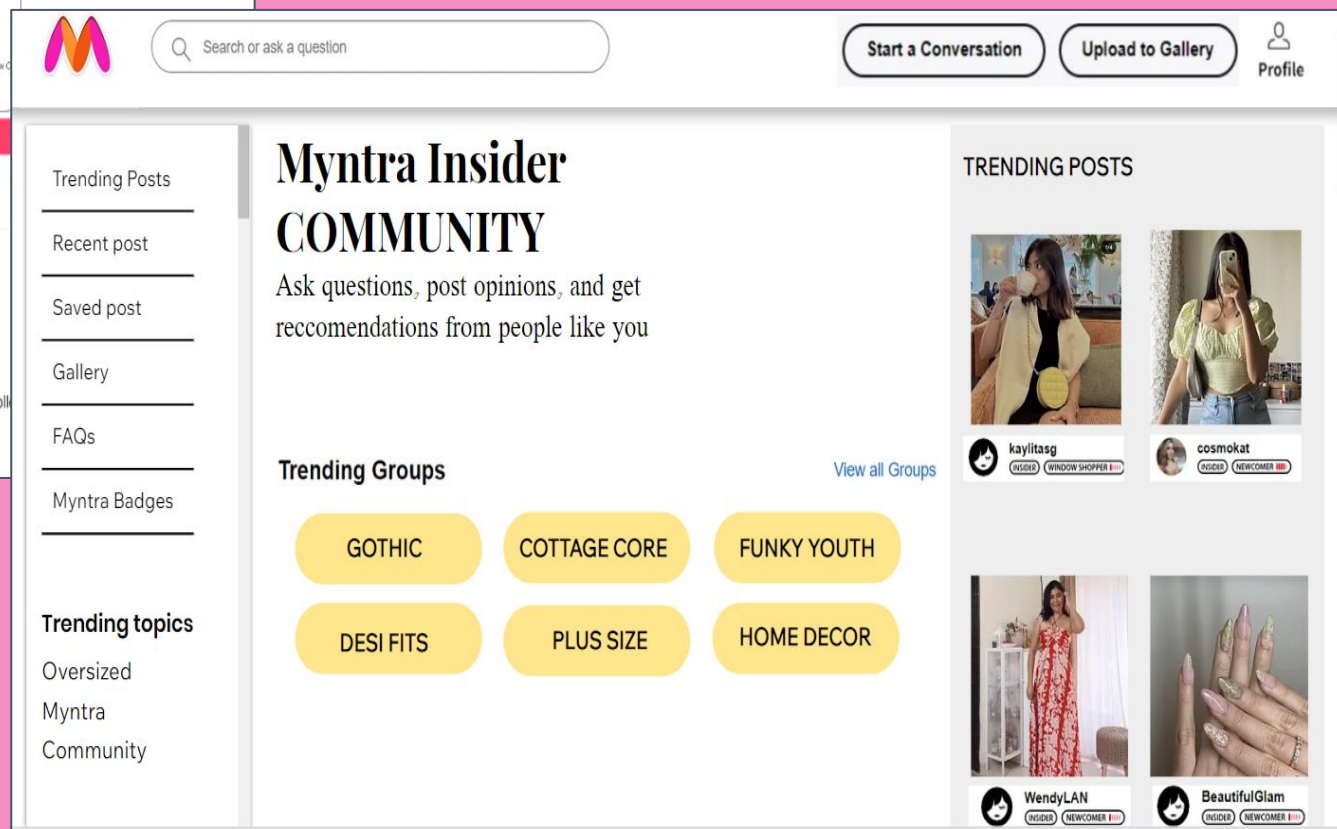 Search or ask a question
Start a Conversation
Upload to Gallery
Profile
Trending Posts
Recent post
Saved post
Gallery
FAQs
Myntra Badges
Trending topics
Oversized
Myntra
Community
Myntra Insider
COMMUNITY
Ask questions, post opinions, and get
reccomendations from people like you
Trending Groups
View all Groups
GOTHIC
COTTAGE CORE
FUNKY YOUTH
DESI FITS
PLUS SIZE
HOME DECOR
TRENDING POSTS
kaylitasg
INSIDER WINDOW SHOPPER
cosmokat
INSIDER NEWCOMER
WendyLAN
INSIDER NEWCOMER
BeautifulGlam
INSIDER NEWCOMER